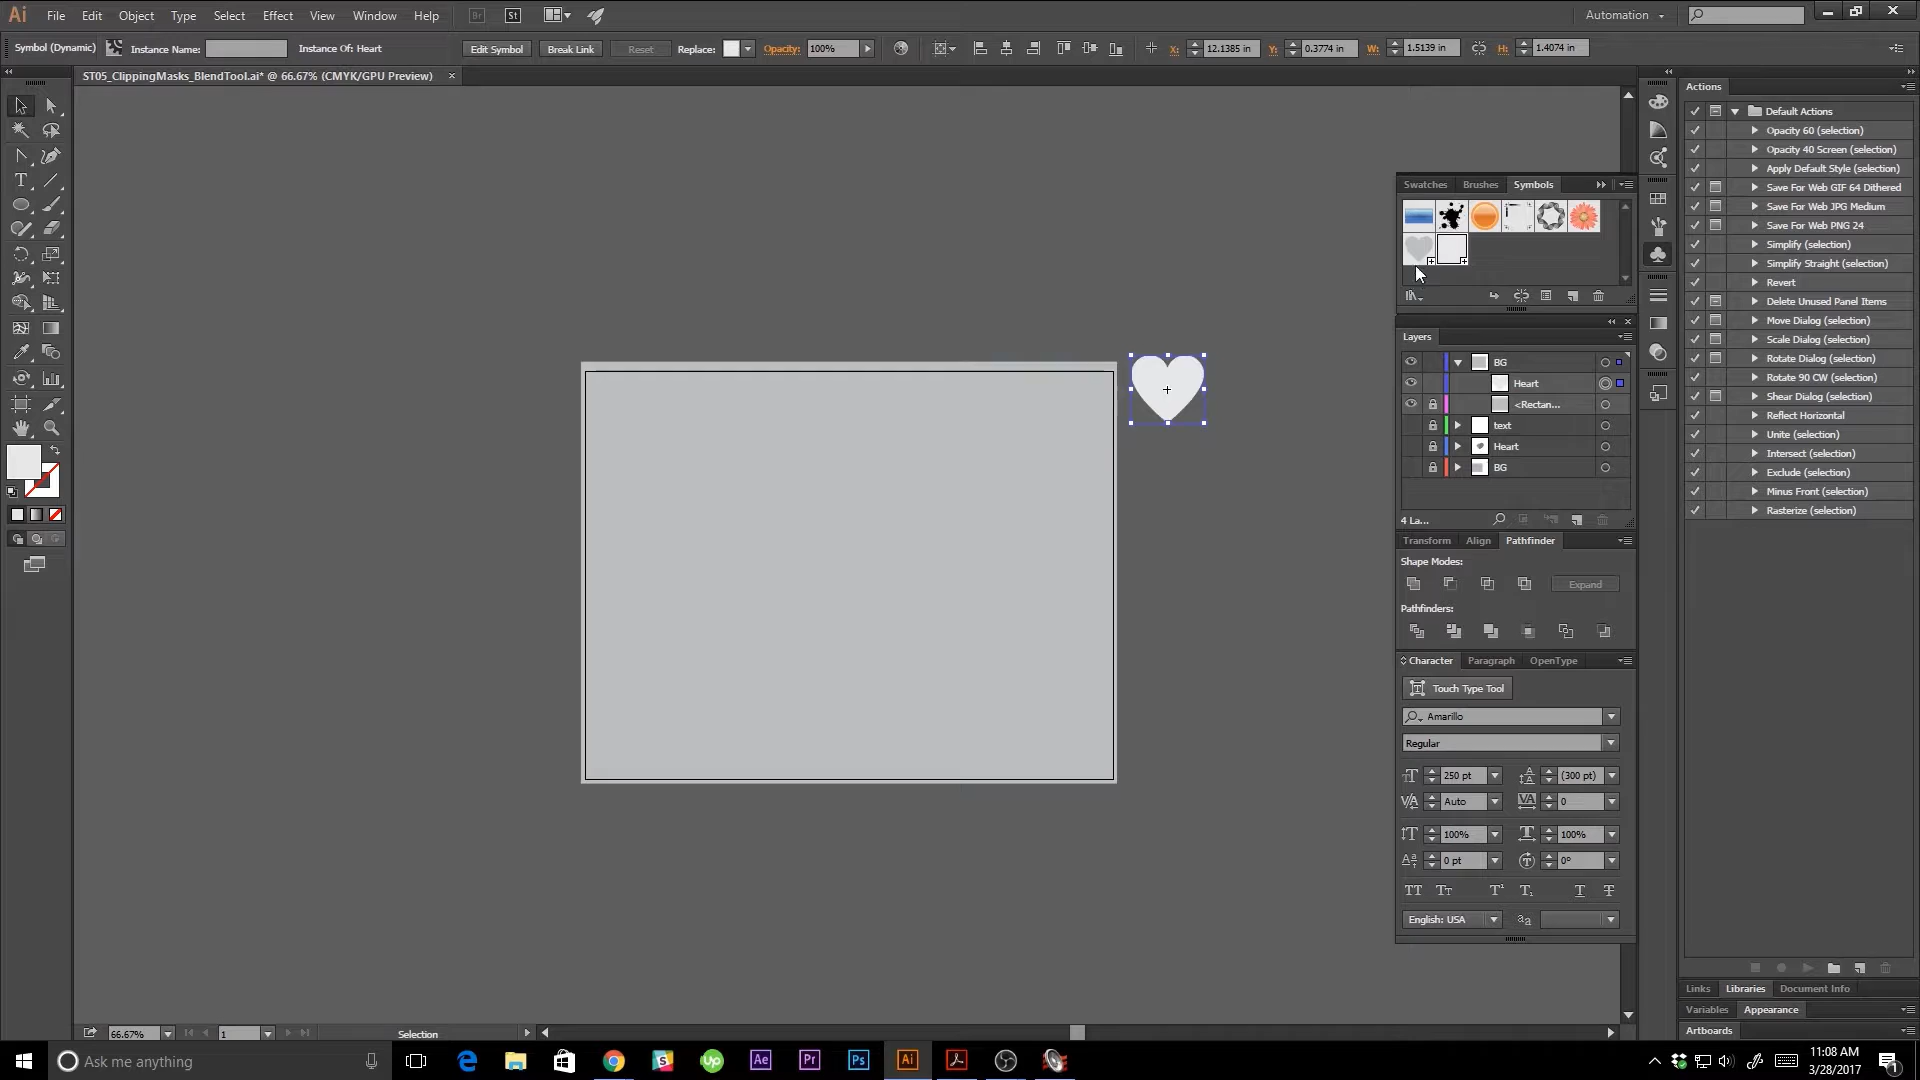 Ai File Edit Object Type Select Effect View Window Help Br St Automation
Symbol (Dynamic) Instance Name: Instance Of: Heart Edit Symbol Break Link Reset Replace: Opacity: 100% X: 12.1385 in Y: 0.3774 in W: 1.5139 in H: 1.4074 in
ST05_ClippingMasks_BlendTool.ai* @ 66.67% (CMYK/GPU Preview)
Actions
Default Actions
Opacity 60 (selection)
Opacity 40 Screen (selection)
Apply Default Style (selection)
Save For Web GIF 64 Dithered
Save For Web JPG Medium
Save For Web PNG 24
Simplify (selection)
Simplify Straight (selection)
Revert
Delete Unused Panel Items
Move Dialog (selection)
Scale Dialog (selection)
Rotate Dialog (selection)
Rotate 90 CW (selection)
Shear Dialog (selection)
Reflect Horizontal
Unite (selection)
Intersect (selection)
Exclude (selection)
Minus Front (selection)
Rasterize (selection)
Swatches Brushes Symbols
Layers
BG
Heart
<Rectan...
text
Heart
BG
4 La...
Transform Align Pathfinder
Shape Modes:
Expand
Pathfinders:
Character Paragraph OpenType
Touch Type Tool
Amarillo
Regular
250 pt (300 pt)
Auto 0
100% 100%
0 pt 0°
English: USA
Links Libraries Document Info
Variables Appearance
Artboards
66.67% 1 Selection
Ask me anything
Ae Pr Ps Ai
11:08 AM
3/28/2017